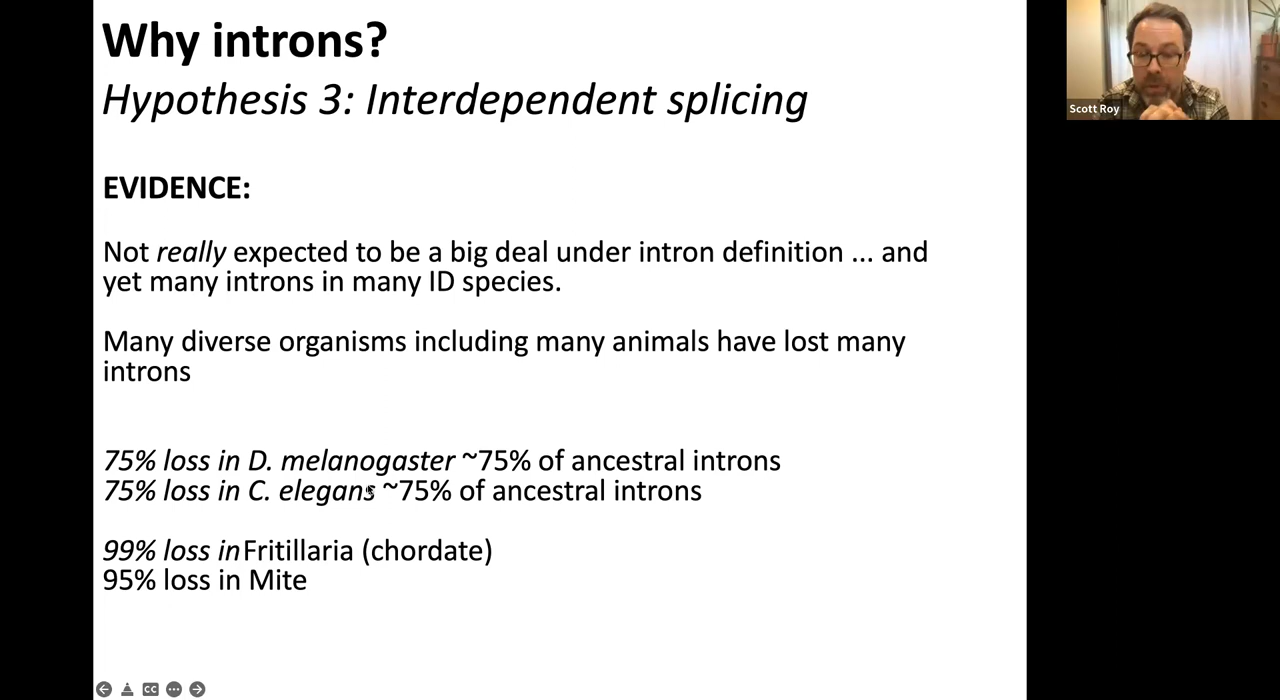 Why introns?
Hypothesis 3: Interdependent splicing
Scott Roy
EVIDENCE:
Not really expected to be a big deal under intron definition ... and
yet many introns in many ID species.
Many diverse organisms including many animals have lost many
introns
75% loss in D. melanogaster ~75% of ancestral introns
75% loss in C. elegans ~75% of ancestral introns
99% loss in Fritillaria (chordate)
95% loss in Mite
CC